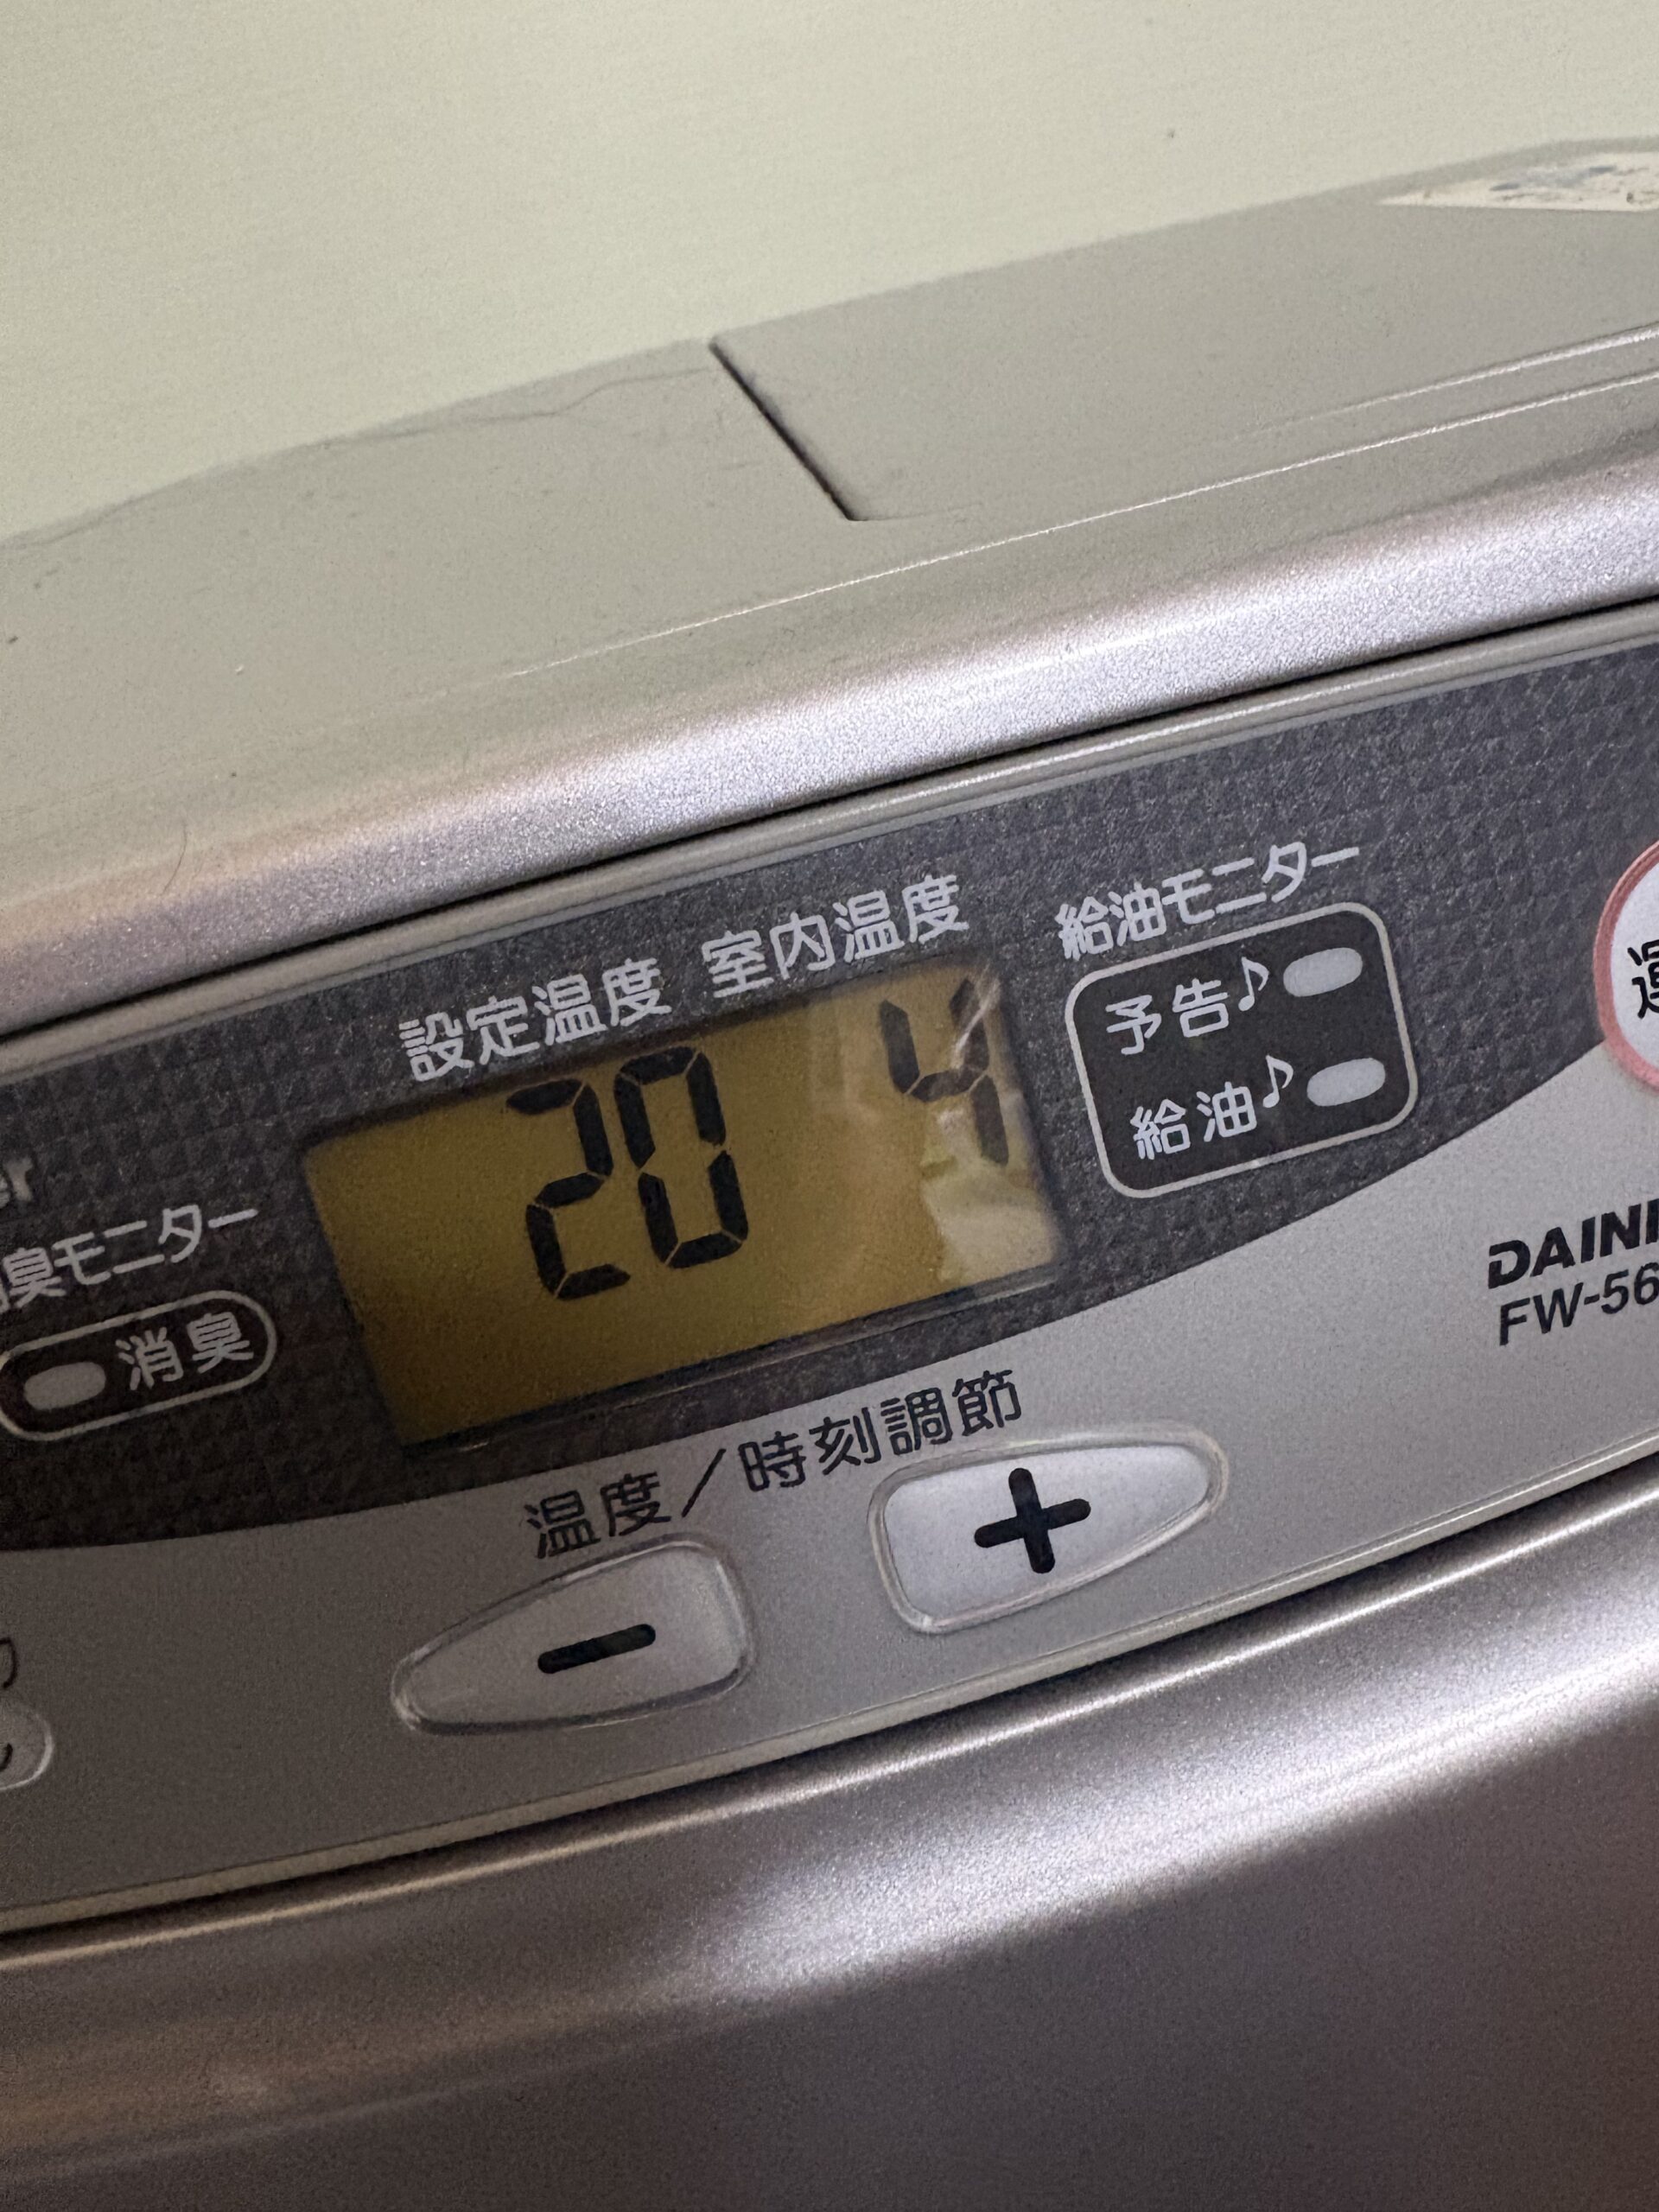 設定温度 室内温度
20 4
給油モニター
予告♪
給油♪
臭モニター
消臭
温度／時刻調節
－ ＋
DAINI
FW-56